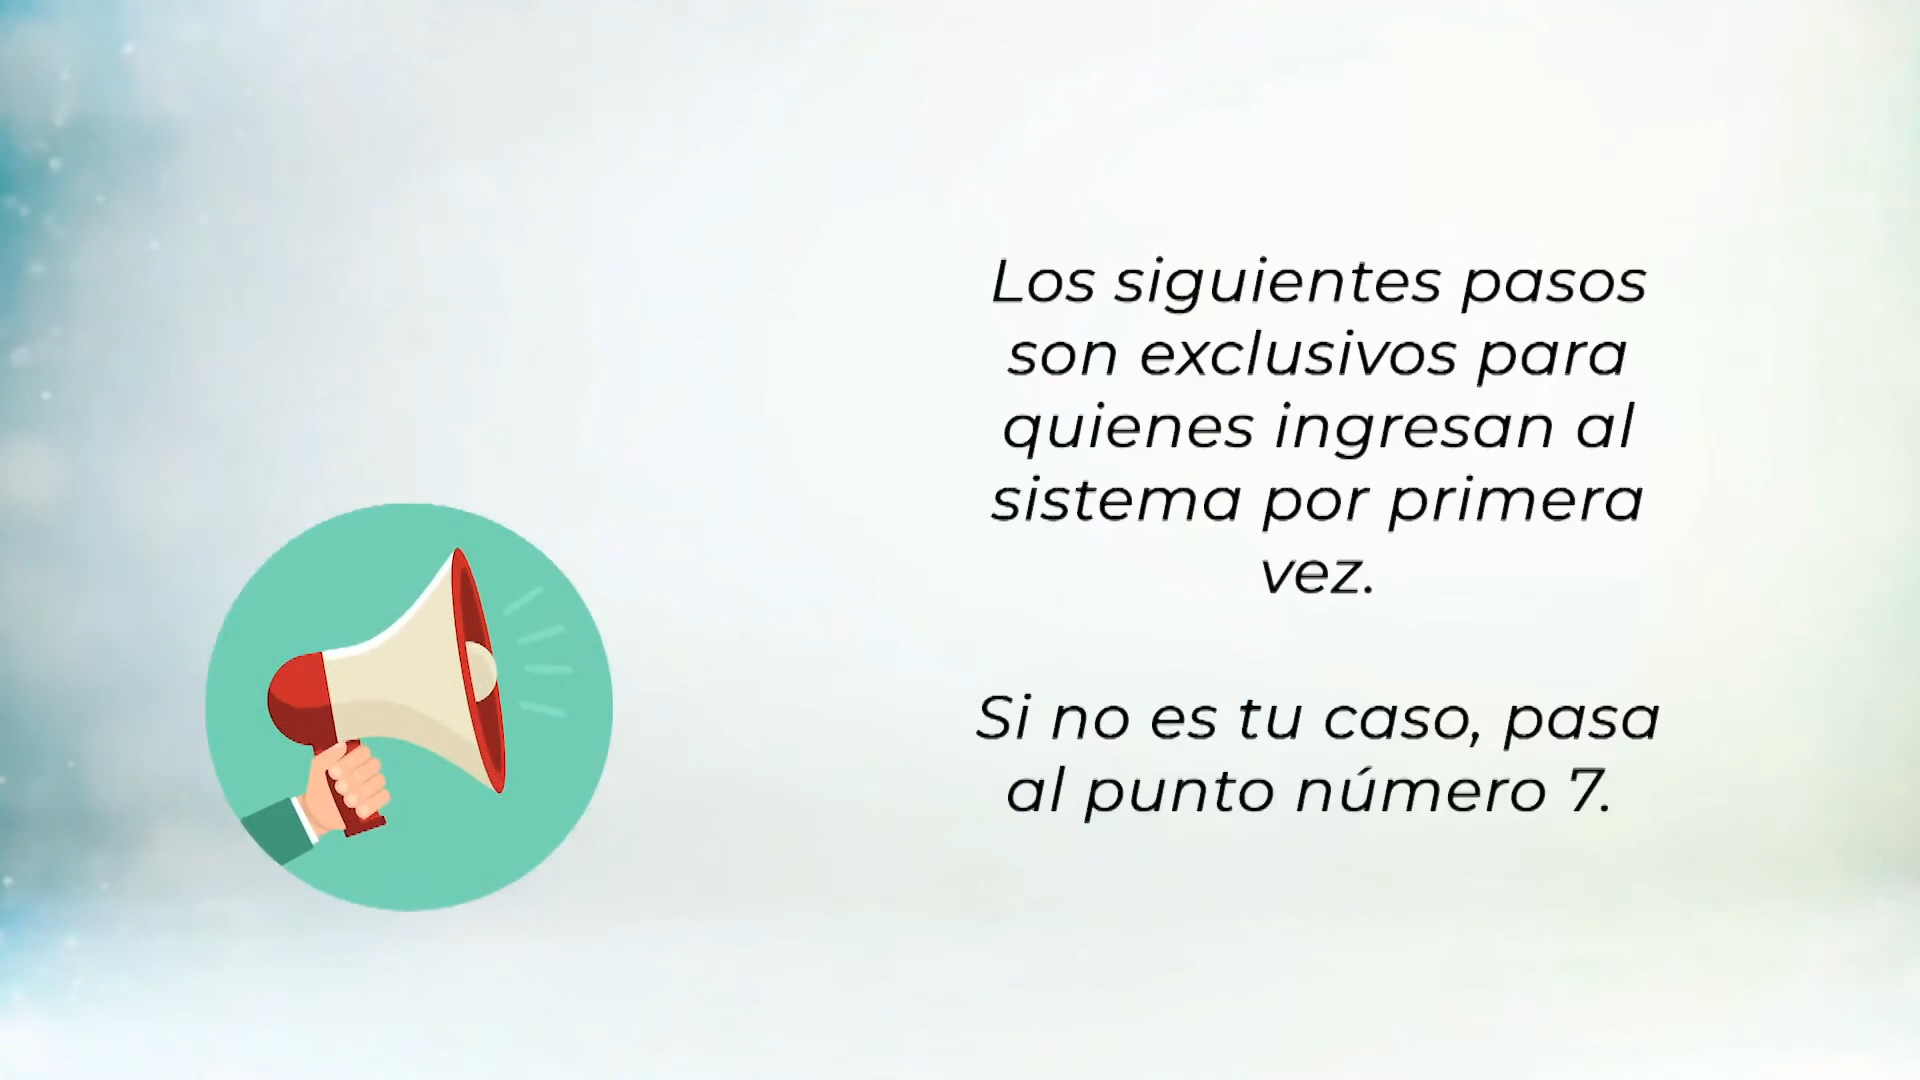 Los siguientes pasos
son exclusivos para
quienes ingresan al
sistema por primera
vez.
Si no es tu caso, pasa
al punto número 7.